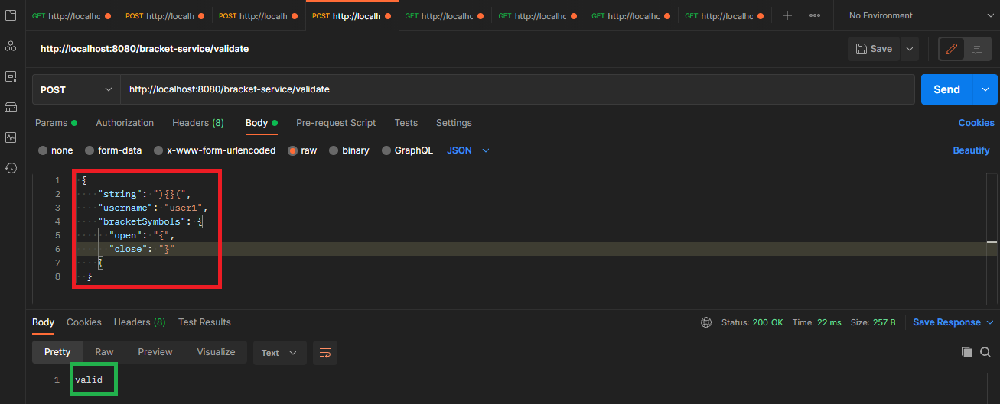 GET http://localhc POST http://localhc POST http://localhc POST http://localh GET http://localhc GET http://localhc GET http://localhc GET http://localhc No Environment
http://localhost:8080/bracket-service/validate Save
POST http://localhost:8080/bracket-service/validate Send
Params Authorization Headers (8) Body Pre-request Script Tests Settings Cookies
none form-data x-www-form-urlencoded raw binary GraphQL JSON Beautify
1 {
2 "string": "){}(",
3 "username": "user1",
4 "bracketSymbols": {
5 "open": "{",
6 "close": "}"
7 }
8 }
Body Cookies Headers (8) Test Results Status: 200 OK Time: 22 ms Size: 257 B Save Response
Pretty Raw Preview Visualize Text
1 valid